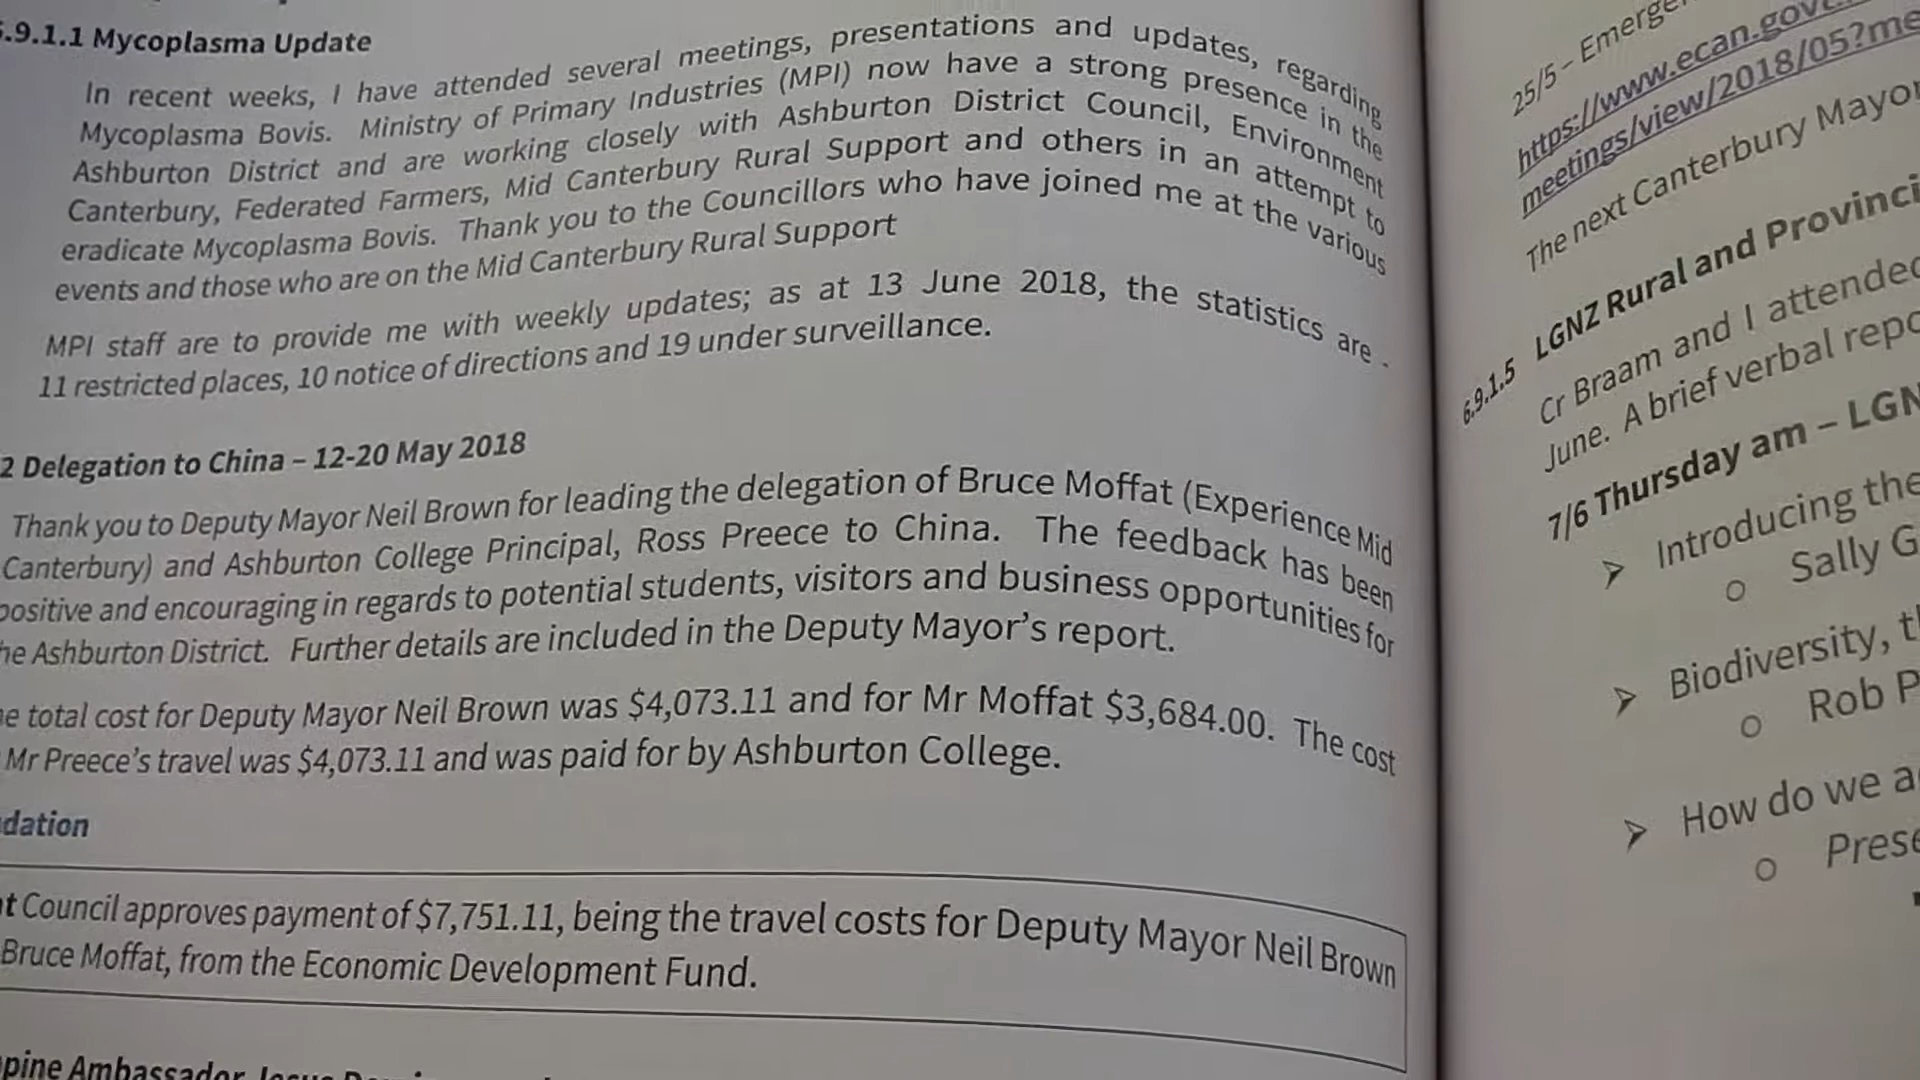 .9.1.1 Mycoplasma Update
In recent weeks, I have attended several meetings, presentations and updates, regarding
Mycoplasma Bovis. Ministry of Primary Industries (MPI) now have a strong presence in the
Ashburton District and are working closely with Ashburton District Council, Environment
Canterbury, Federated Farmers, Mid Canterbury Rural Support and others in an attempt to
eradicate Mycoplasma Bovis. Thank you to the Councillors who have joined me at the various
events and those who are on the Mid Canterbury Rural Support
MPI staff are to provide me with weekly updates; as at 13 June 2018, the statistics are
11 restricted places, 10 notice of directions and 19 under surveillance.
2 Delegation to China – 12-20 May 2018
Thank you to Deputy Mayor Neil Brown for leading the delegation of Bruce Moffat (Experience Mid
Canterbury) and Ashburton College Principal, Ross Preece to China. The feedback has been
positive and encouraging in regards to potential students, visitors and business opportunities for
he Ashburton District. Further details are included in the Deputy Mayor's report.
e total cost for Deputy Mayor Neil Brown was $4,073.11 and for Mr Moffat $3,684.00. The cost
Mr Preece's travel was $4,073.11 and was paid for by Ashburton College.
dation
t Council approves payment of $7,751.11, being the travel costs for Deputy Mayor Neil Brown
Bruce Moffat, from the Economic Development Fund.
pine Ambassador
25/5 – Emerge
https://www.ecan.govt.
meetings/view/2018/05?me
The next Canterbury Mayor
6.9.1.5 LGNZ Rural and Provinci
Cr Braam and I attended
June. A brief verbal repo
7/6 Thursday am – LGN
➢ Introducing the
o Sally G
➢ Biodiversity, t
o Rob P
➢ How do we a
o Prese